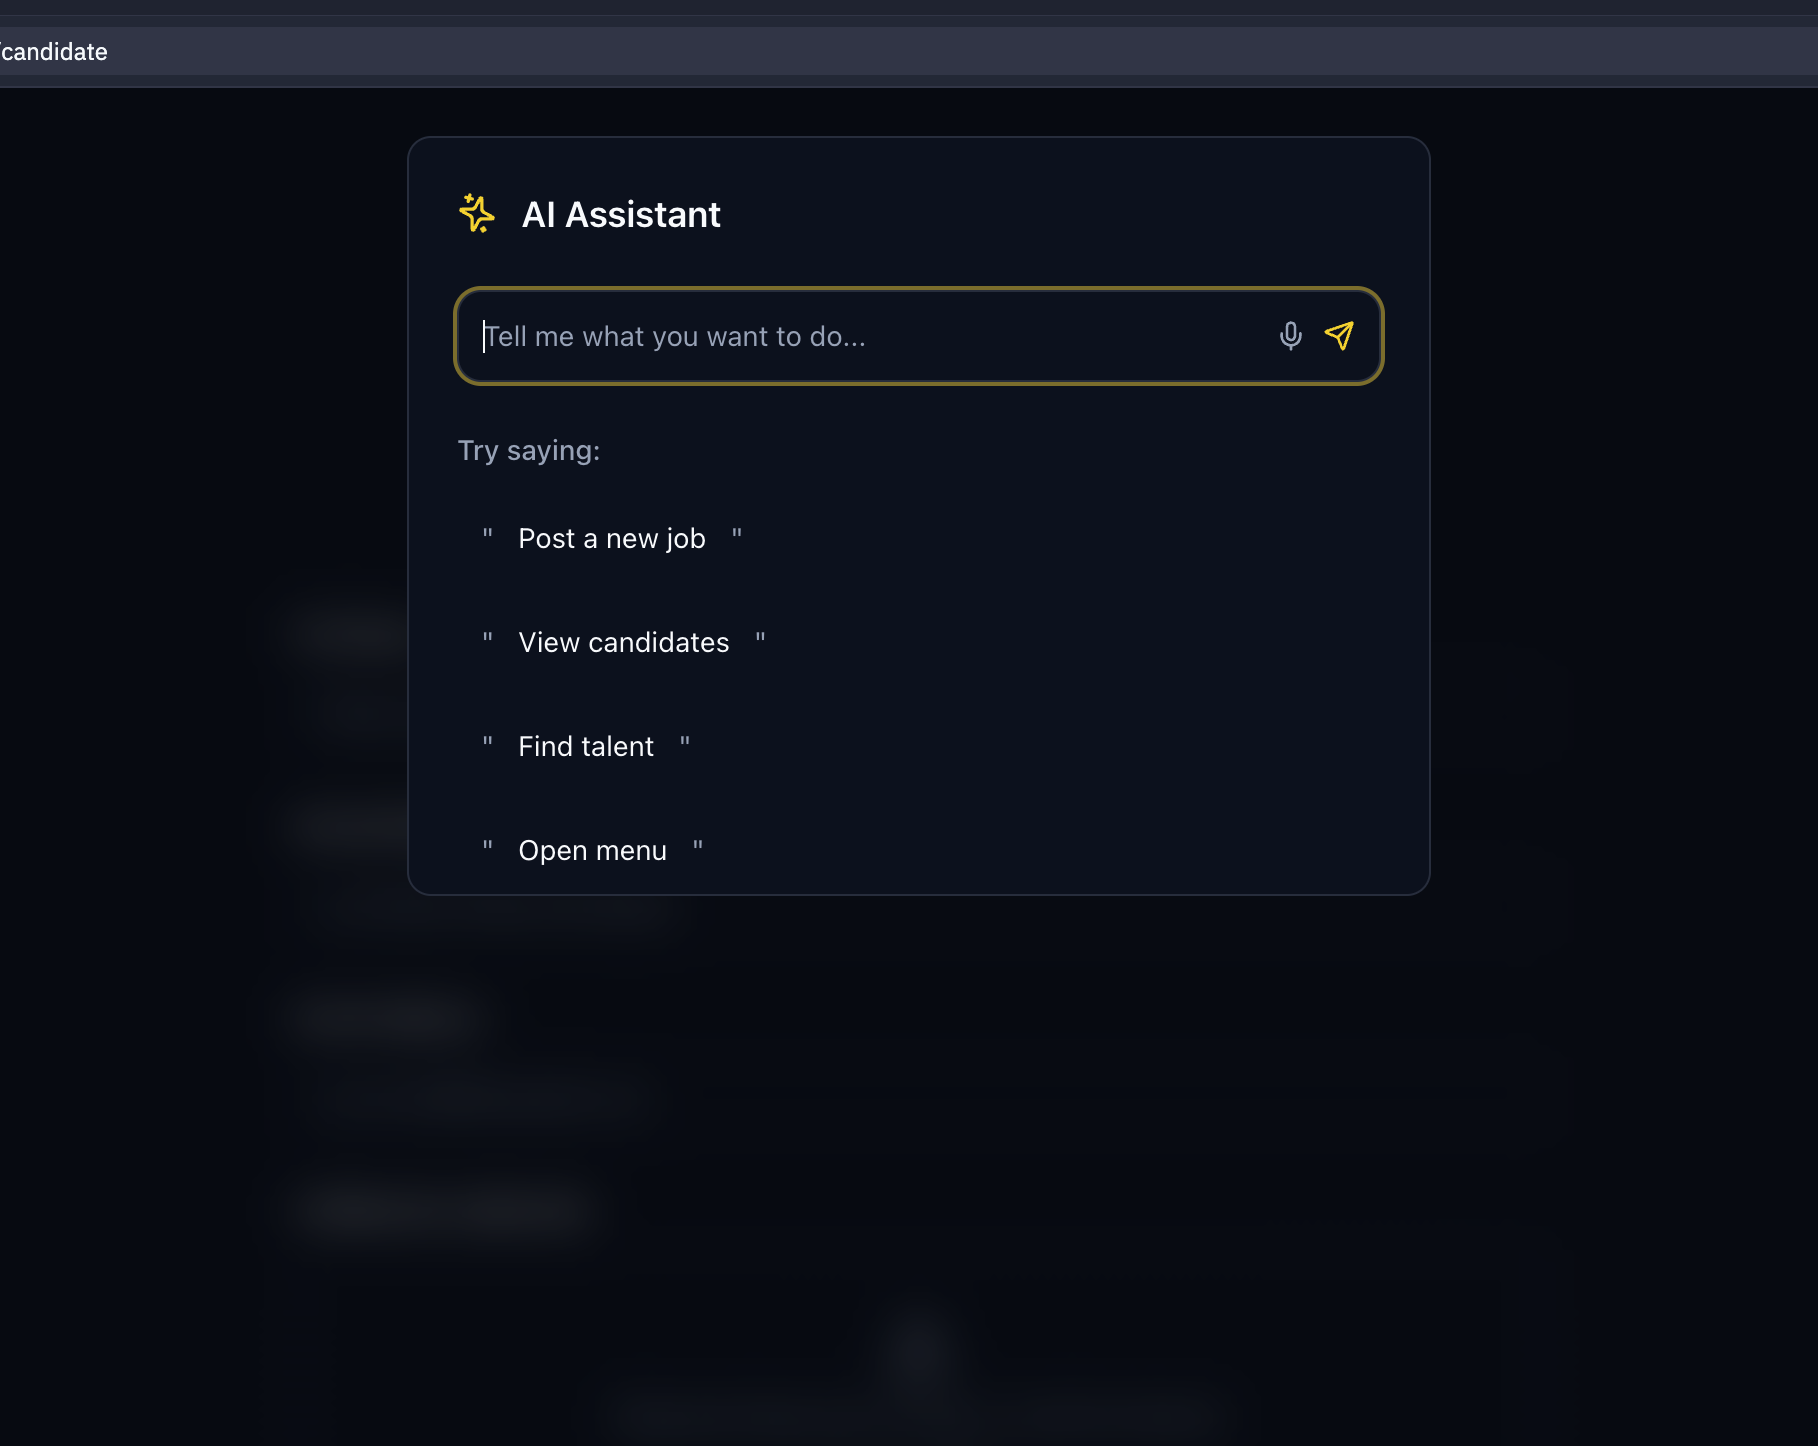 /candidate
AI Assistant
Tell me what you want to do...
Try saying:
" Post a new job "
" View candidates "
" Find talent "
" Open menu "